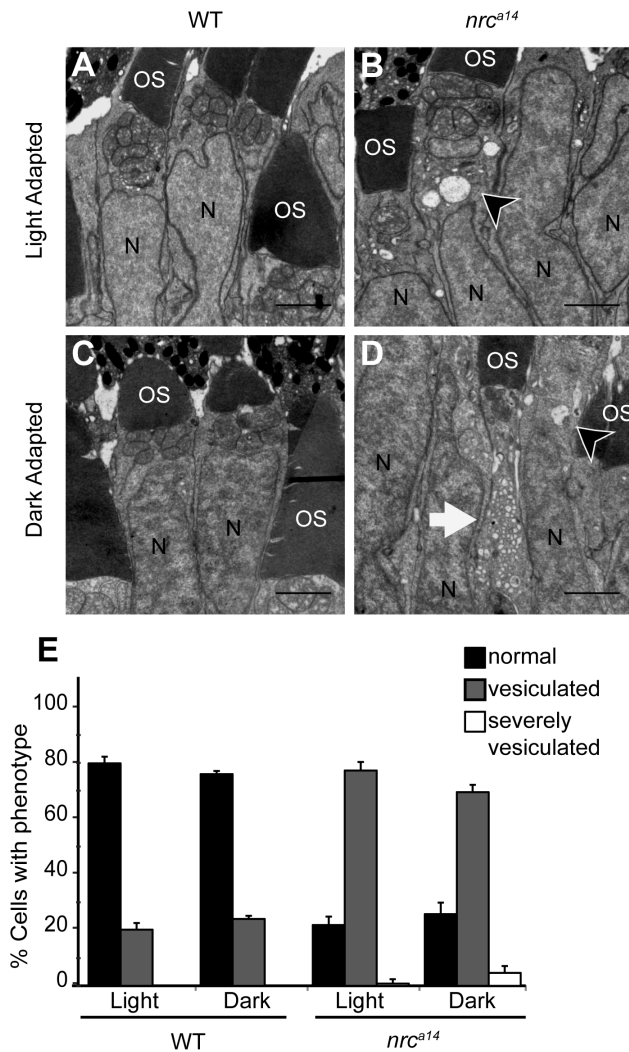 WT
nrc^a14
Light Adapted
A
OS
OS
N
N
B
OS
OS
N
N
N
Dark Adapted
C
OS
OS
N
N
D
OS
OS
N
N
N
E
normal
vesiculated
severely
vesiculated
% Cells with phenotype
100
80
60
40
20
0
Light
Dark
Light
Dark
WT
nrc^a14